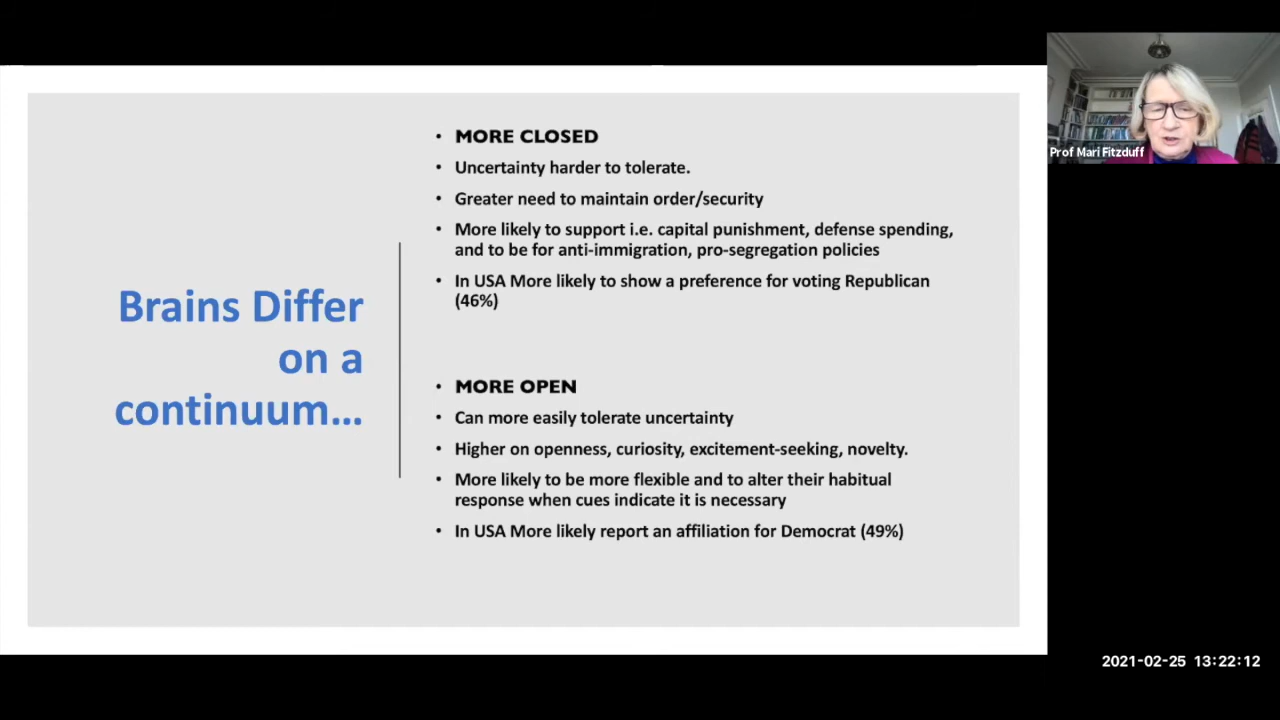 Brains Differ
on a
continuum...
• MORE CLOSED
• Uncertainty harder to tolerate.
• Greater need to maintain order/security
• More likely to support i.e. capital punishment, defense spending,
and to be for anti-immigration, pro-segregation policies
• In USA More likely to show a preference for voting Republican
(46%)
• MORE OPEN
• Can more easily tolerate uncertainty
• Higher on openness, curiosity, excitement-seeking, novelty.
• More likely to be more flexible and to alter their habitual
response when cues indicate it is necessary
• In USA More likely report an affiliation for Democrat (49%)
Prof Mari Fitzduff
2021-02-25 13:22:12